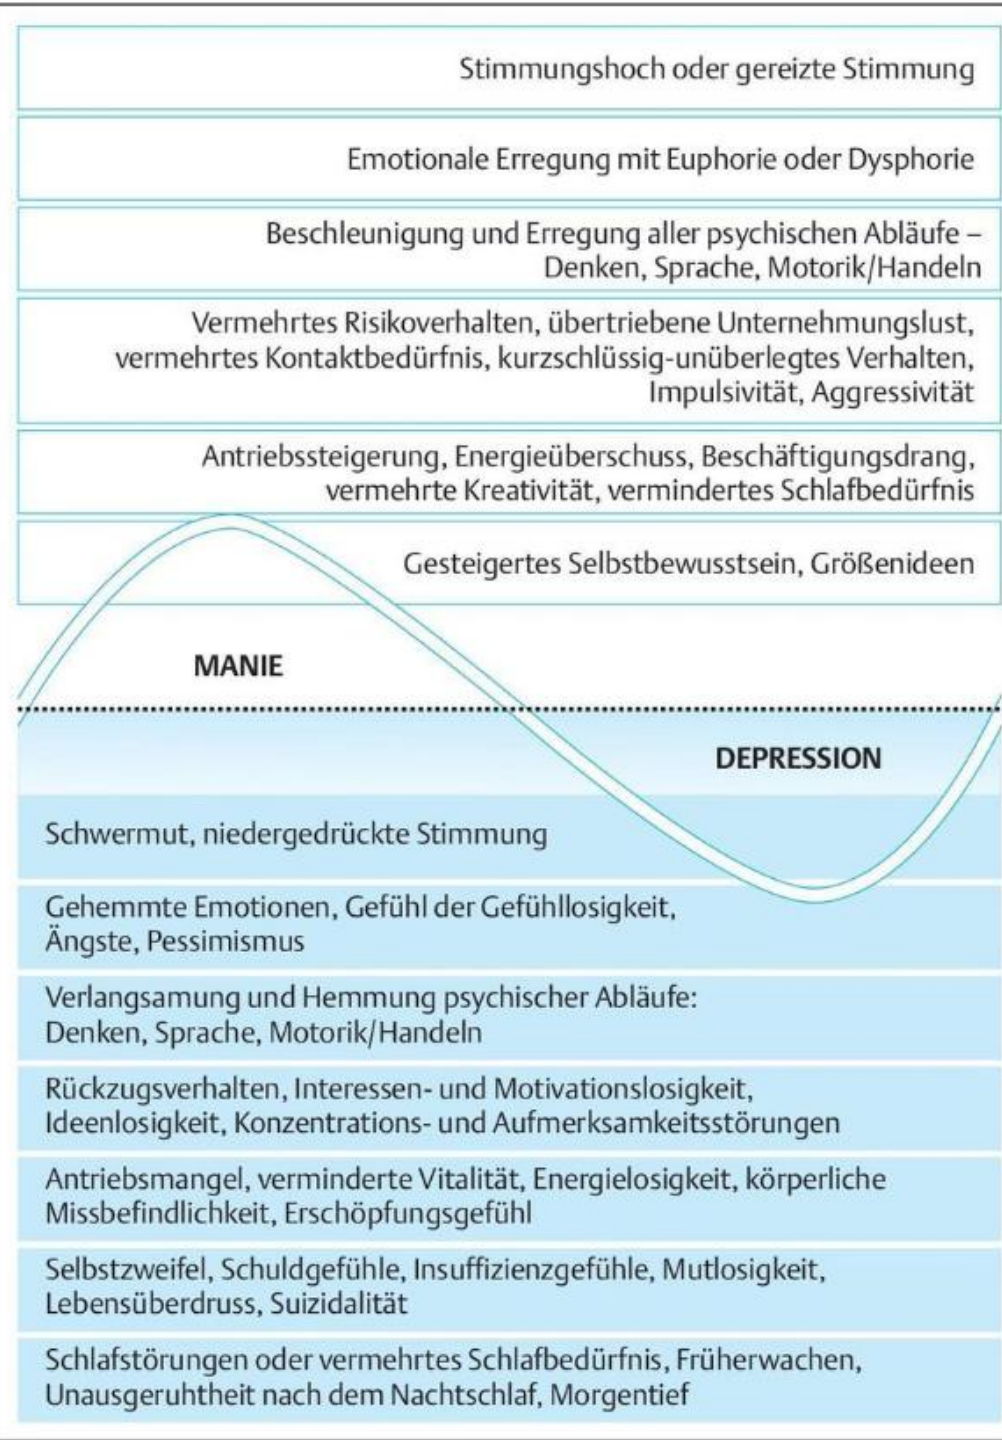 Stimmungshoch oder gereizte Stimmung
Emotionale Erregung mit Euphorie oder Dysphorie
Beschleunigung und Erregung aller psychischen Abläufe –
Denken, Sprache, Motorik/Handeln
Vermehrtes Risikoverhalten, übertriebene Unternehmungslust,
vermehrtes Kontaktbedürfnis, kurzschlüssig-unüberlegtes Verhalten,
Impulsivität, Aggressivität
Antriebssteigerung, Energieüberschuss, Beschäftigungsdrang,
vermehrte Kreativität, vermindertes Schlafbedürfnis
Gesteigertes Selbstbewusstsein, Größenideen
MANIE
DEPRESSION
Schwermut, niedergedrückte Stimmung
Gehemmte Emotionen, Gefühl der Gefühllosigkeit,
Ängste, Pessimismus
Verlangsamung und Hemmung psychischer Abläufe:
Denken, Sprache, Motorik/Handeln
Rückzugsverhalten, Interessen- und Motivationslosigkeit,
Ideenlosigkeit, Konzentrations- und Aufmerksamkeitsstörungen
Antriebsmangel, verminderte Vitalität, Energielosigkeit, körperliche
Missbefindlichkeit, Erschöpfungsgefühl
Selbstzweifel, Schuldgefühle, Insuffizienzgefühle, Mutlosigkeit,
Lebensüberdruss, Suizidalität
Schlafstörungen oder vermehrtes Schlafbedürfnis, Früherwachen,
Unausgeruhtheit nach dem Nachtschlaf, Morgentief